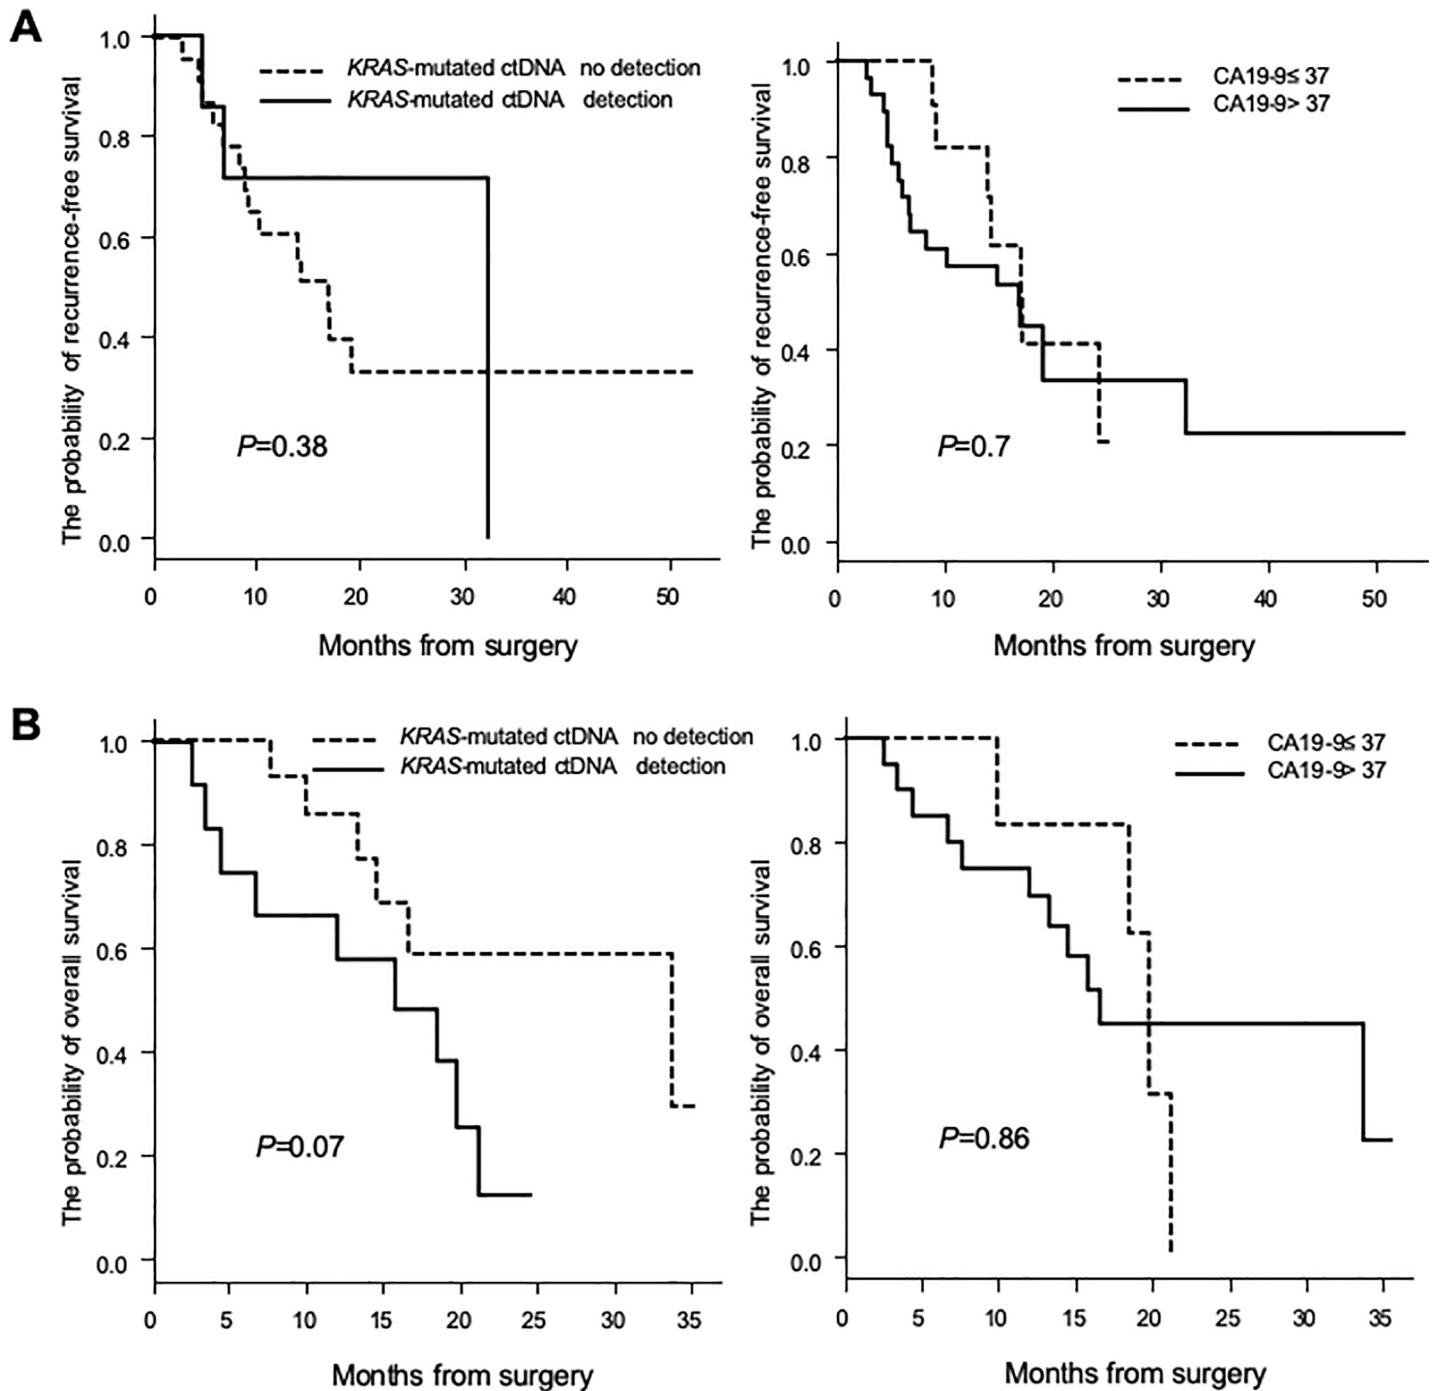 A
The probability of recurrence-free survival
1.0
0.8
0.6
0.4
0.2
0.0
KRAS-mutated ctDNA no detection
KRAS-mutated ctDNA detection
P=0.38
0 10 20 30 40 50
Months from surgery
The probability of recurrence-free survival
1.0
0.8
0.6
0.4
0.2
0.0
CA19-9≤ 37
CA19-9> 37
P=0.7
0 10 20 30 40 50
Months from surgery
B
The probability of overall survival
1.0
0.8
0.6
0.4
0.2
0.0
KRAS-mutated ctDNA no detection
KRAS-mutated ctDNA detection
P=0.07
0 5 10 15 20 25 30 35
Months from surgery
The probability of overall survival
1.0
0.8
0.6
0.4
0.2
0.0
CA19-9≤ 37
CA19-9> 37
P=0.86
0 5 10 15 20 25 30 35
Months from surgery